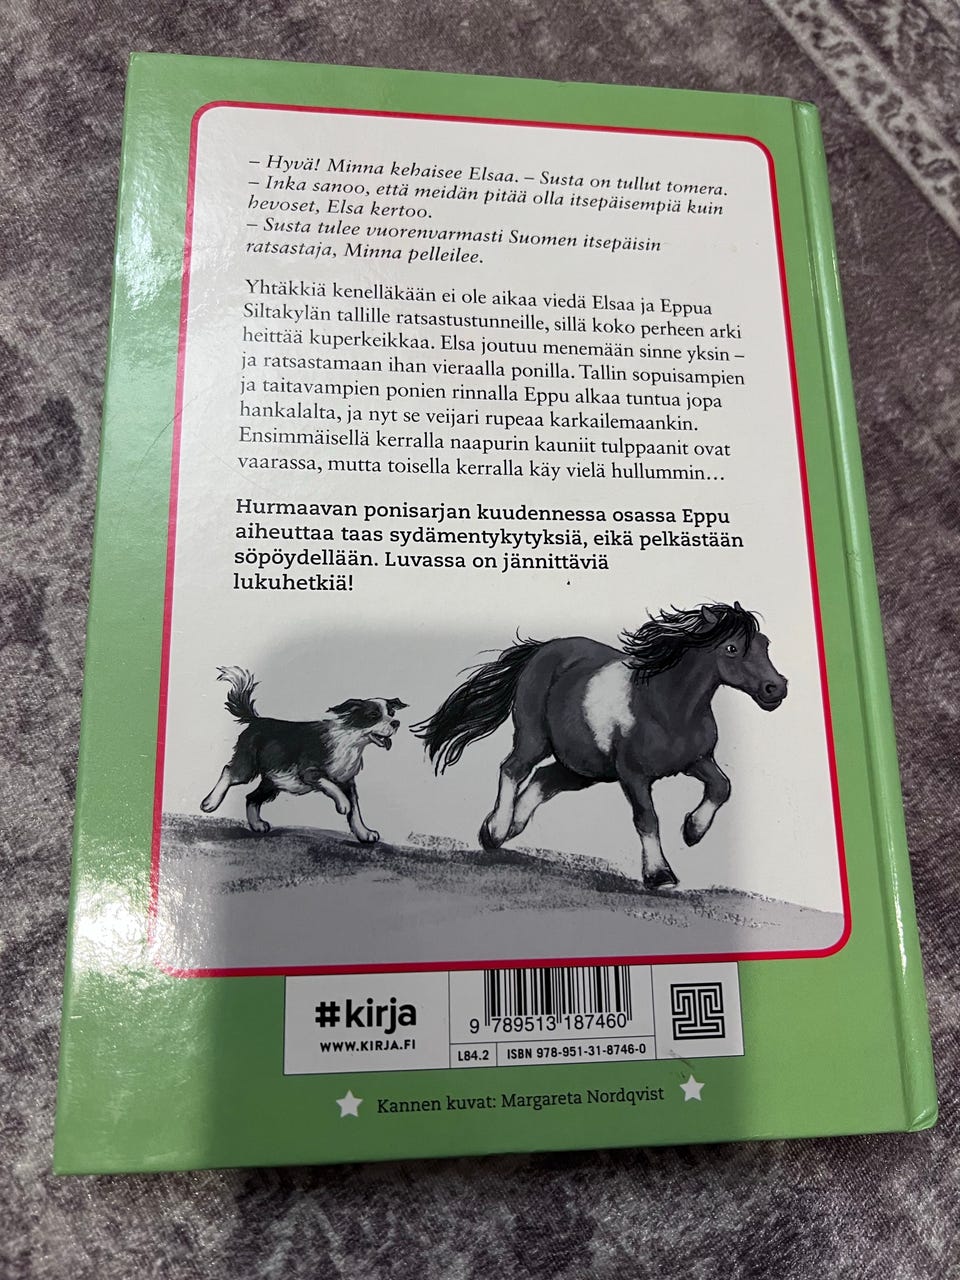 – Hyvä! Minna kehaisee Elsaa. – Susta on tullut tomera.
– Inka sanoo, että meidän pitää olla itsepäisempiä kuin
hevoset, Elsa kertoo.
– Susta tulee vuorenvarmasti Suomen itsepäisin
ratsastaja, Minna pelleilee.
Yhtäkkiä kenelläkään ei ole aikaa viedä Elsaa ja Eppua
Siltakylän tallille ratsastustunneille, sillä koko perheen arki
heittää kuperkeikkaa. Elsa joutuu menemään sinne yksin –
ja ratsastamaan ihan vieraalla ponilla. Tallin sopuisampien
ja taitavampien ponien rinnalla Eppu alkaa tuntua jopa
hankalalta, ja nyt se veijari rupeaa karkailemaankin.
Ensimmäisellä kerralla naapurin kauniit tulppaanit ovat
vaarassa, mutta toisella kerralla käy vielä hullummin...
Hurmaavan ponisarjan kuudennessa osassa Eppu
aiheuttaa taas sydämentykytyksiä, eikä pelkästään
söpöydellään. Luvassa on jännittäviä
lukuhetkiä!
#kirja
WWW.KIRJA.FI
9 789513 187460
L84.2 ISBN 978-951-31-8746-0
Kannen kuvat: Margareta Nordqvist